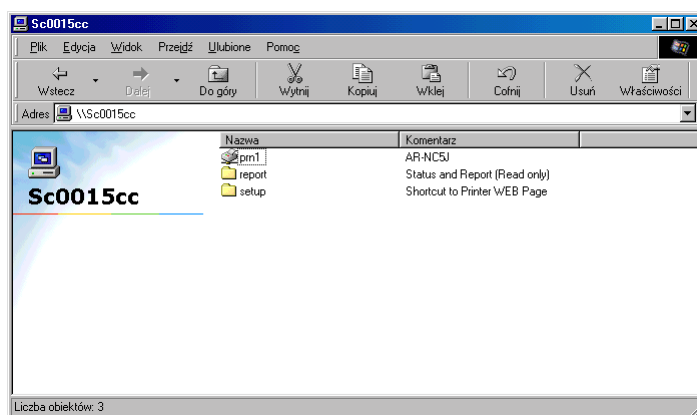 Sc0015cc
Plik Edycja Widok Przejdź Ulubione Pomoc
Wstecz Dalej Do góry Wytnij Kopiuj Wklej Cofnij Usuń Właściwości
Adres \\Sc0015cc
Nazwa Komentarz
prn1 AR-NC5J
report Status and Report (Read only)
setup Shortcut to Printer WEB Page
Sc0015cc
Liczba obiektów: 3